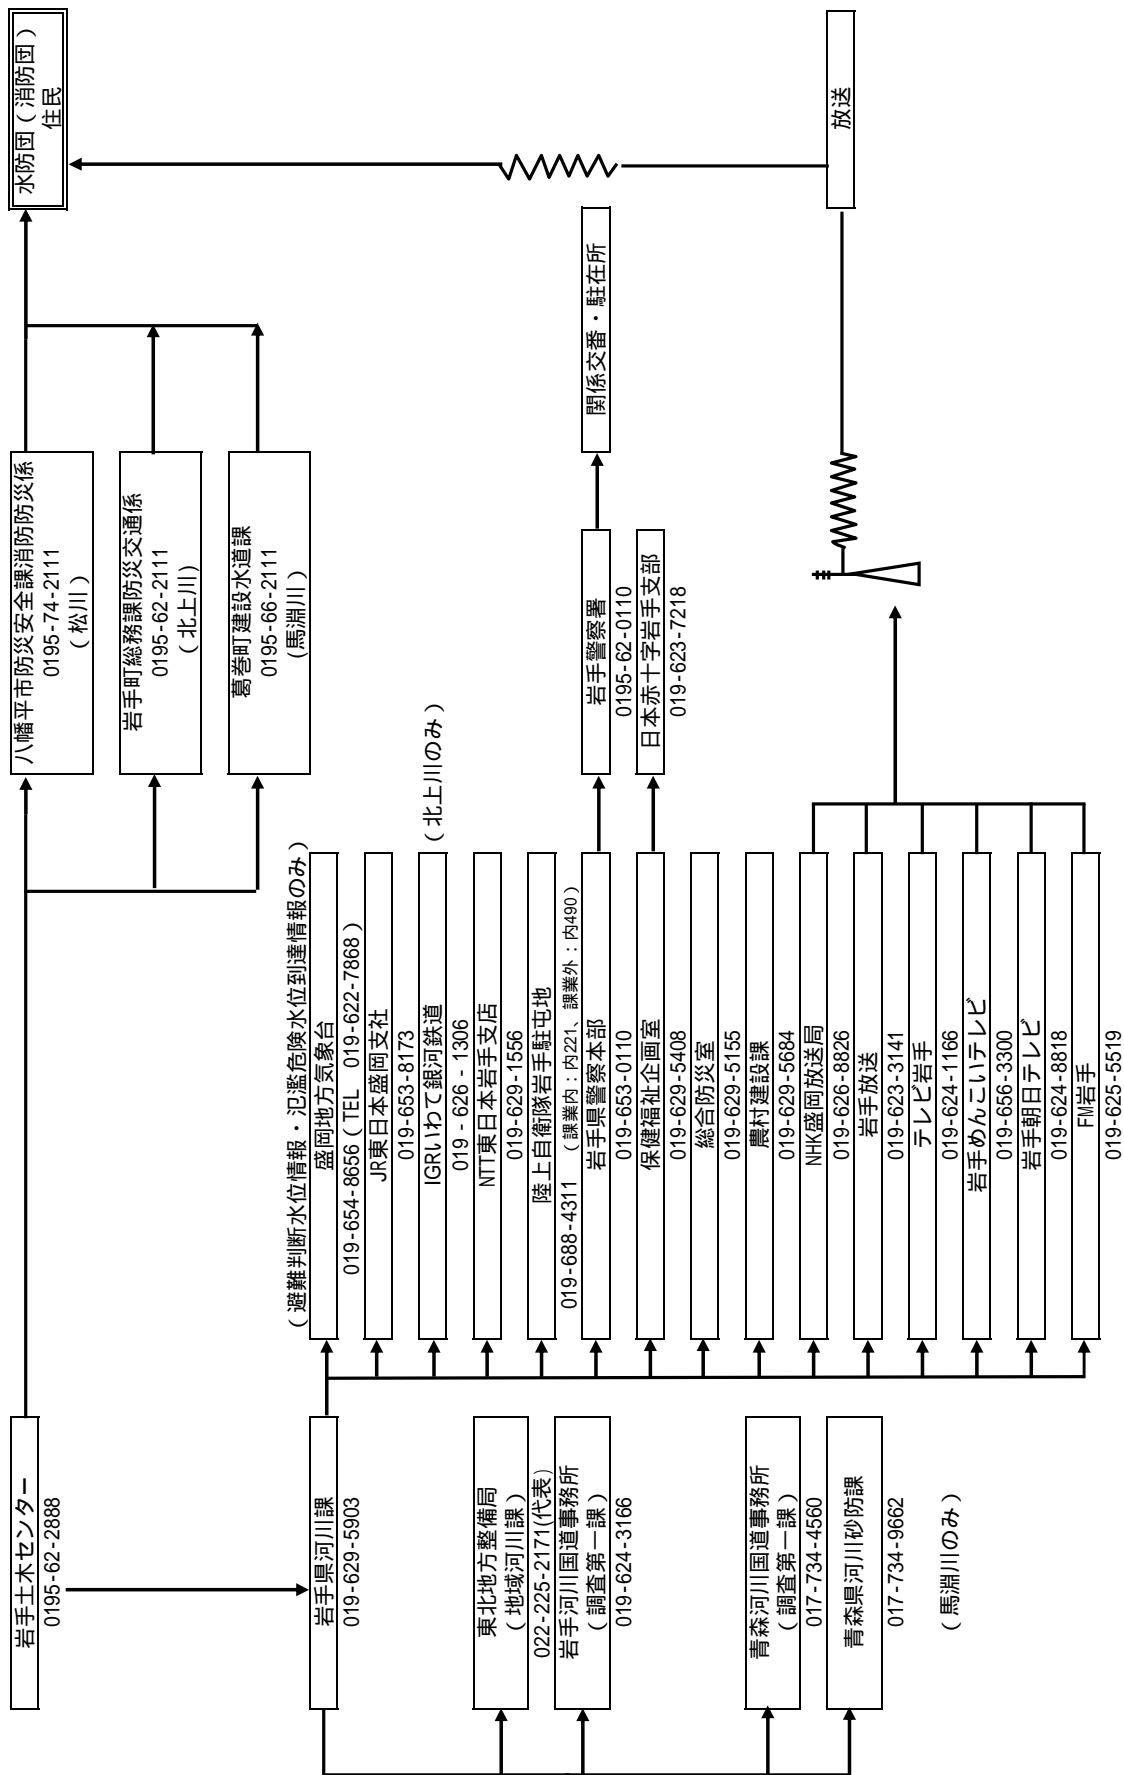 岩手土木センター
0195-62-2888
八幡平市防災安全課消防防災係
0195-74-2111
（松川）
水防団（消防団）
住民
岩手町総務課防災交通係
0195-62-2111
（北上川）
葛巻町建設水道課
0195-66-2111
（馬淵川）
岩手県河川課
019-629-5903
（避難判断水位情報・氾濫危険水位到達情報のみ）
盛岡地方気象台
019-654-8656（TEL 019-622-7868）
JR東日本盛岡支社
019-653-8173
IGRいわて銀河鉄道
（北上川のみ）
019-626-1306
NTT東日本岩手支店
019-629-1556
陸上自衛隊岩手駐屯地
019-688-4311 （課業内：内221、課業外：内490）
岩手県警察本部
019-653-0110
岩手警察署
0195-62-0110
関係交番・駐在所
保健福祉企画室
019-629-5408
日本赤十字岩手支部
019-623-7218
総合防災室
019-629-5155
農村建設課
019-629-5684
NHK盛岡放送局
019-626-8826
岩手放送
019-623-3141
テレビ岩手
019-624-1166
岩手めんこいテレビ
019-656-3300
岩手朝日テレビ
019-624-8818
FM岩手
019-625-5519
放送
東北地方整備局
（地域河川課）
022-225-2171(代表)
岩手河川国道事務所
（調査第一課）
019-624-3166
青森河川国道事務所
（調査第一課）
017-734-4560
青森県河川砂防課
017-734-9662
（馬淵川のみ）